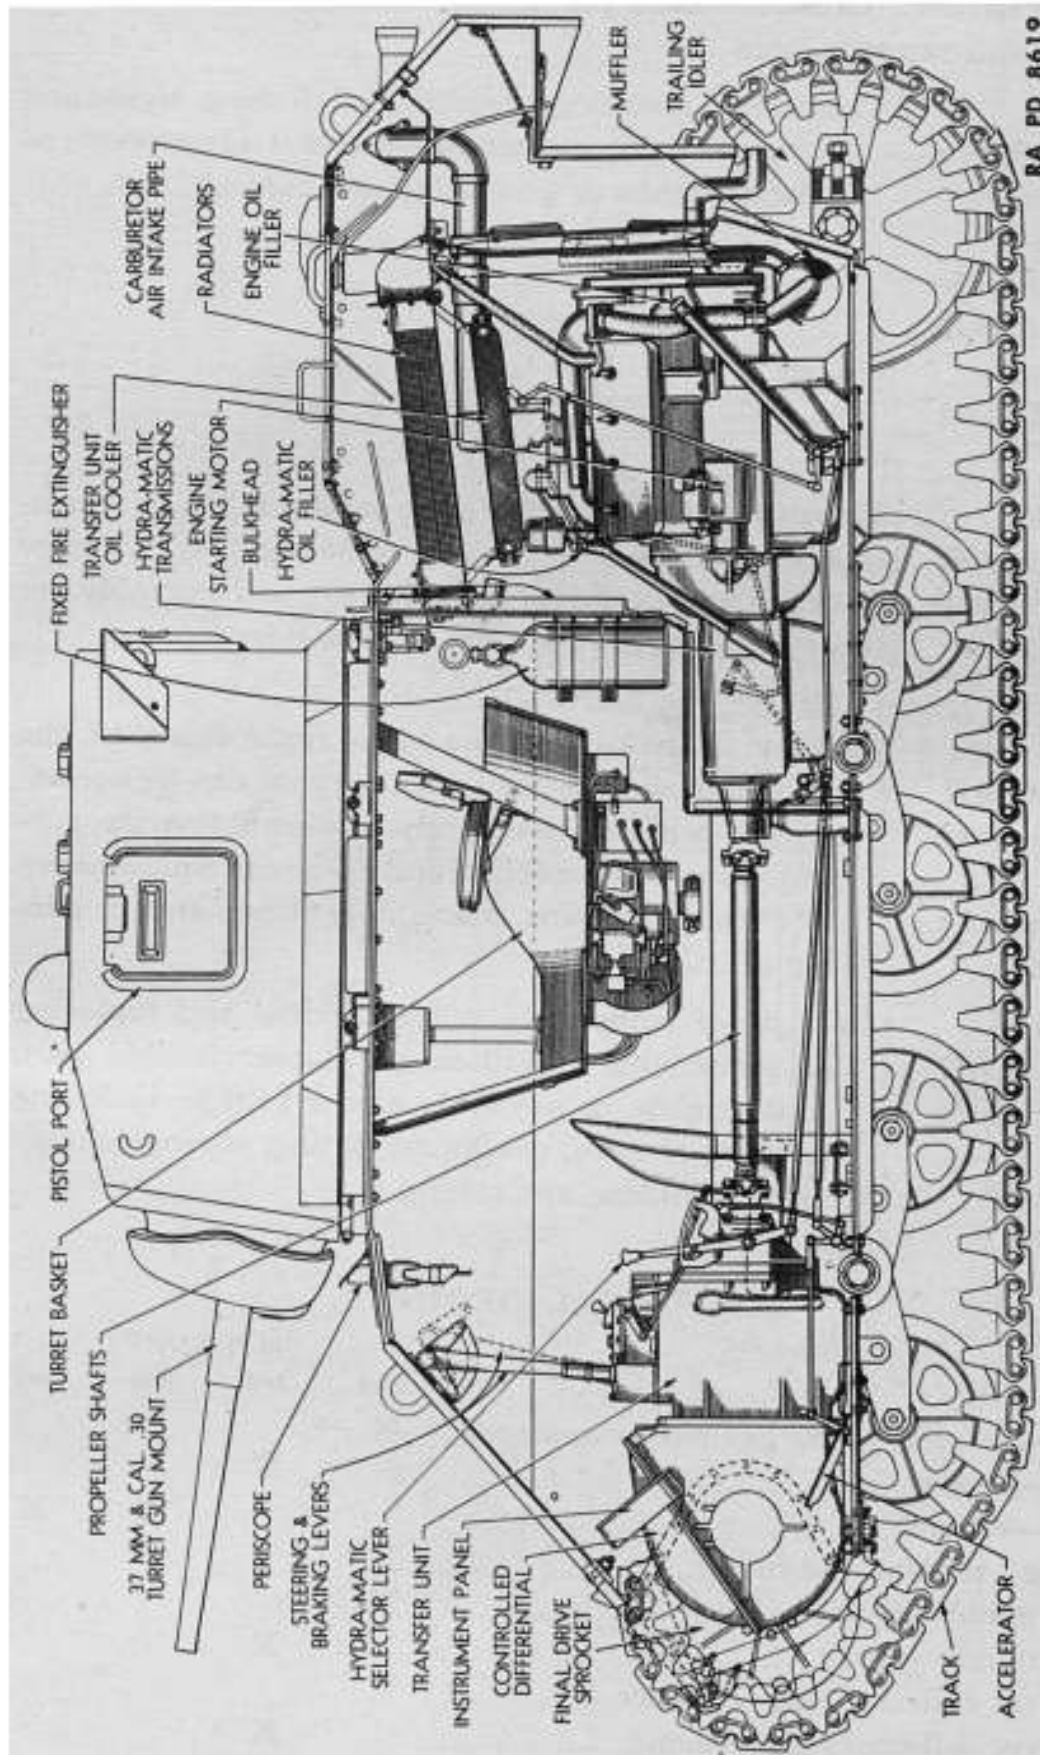 FIXED FIRE EXTINGUISHER
TRANSFER UNIT
OIL COOLER
HYDRA-MATIC
TRANSMISSIONS
ENGINE
STARTING MOTOR
BULKHEAD
HYDRA-MATIC
OIL FILLER
CARBURETOR
AIR INTAKE PIPE
RADIATORS
ENGINE OIL
FILLER
MUFFLER
TRAILING
IDLER
TURRET BASKET
PISTOL PORT
PROPELLER SHAFTS
37 MM & CAL. .30
TURRET GUN MOUNT
PERISCOPE
STEERING &
BRAKING LEVERS
HYDRA-MATIC
SELECTOR LEVER
TRANSFER UNIT
INSTRUMENT PANEL
CONTROLLED
DIFFERENTIAL
FINAL DRIVE
SPROCKET
TRACK
ACCELERATOR
RA PD 8619